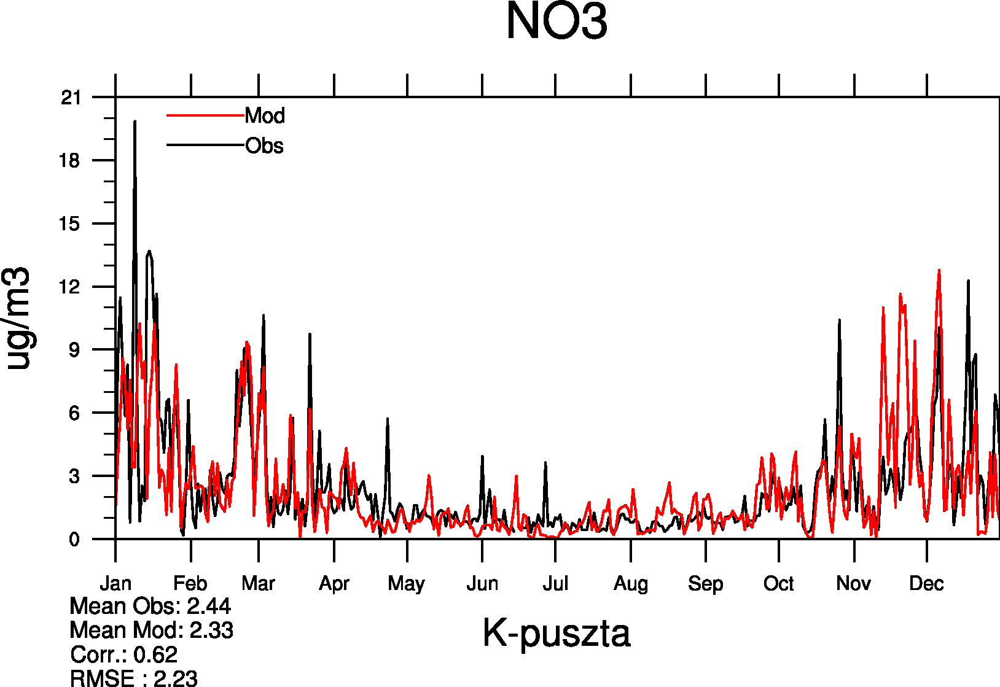 NO3
21
Mod
Obs
18
15
12
9
6
3
0
ug/m3
Jan Feb Mar Apr May Jun Jul Aug Sep Oct Nov Dec
Mean Obs: 2.44
Mean Mod: 2.33
Corr.: 0.62
RMSE : 2.23
K-puszta